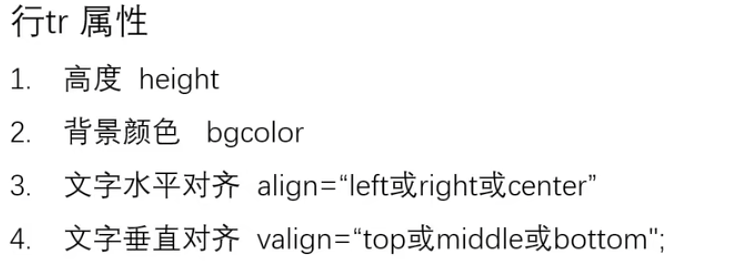 行tr 属性
1. 高度 height
2. 背景颜色 bgcolor
3. 文字水平对齐 align=“left或right或center”
4. 文字垂直对齐 valign=“top或middle或bottom";